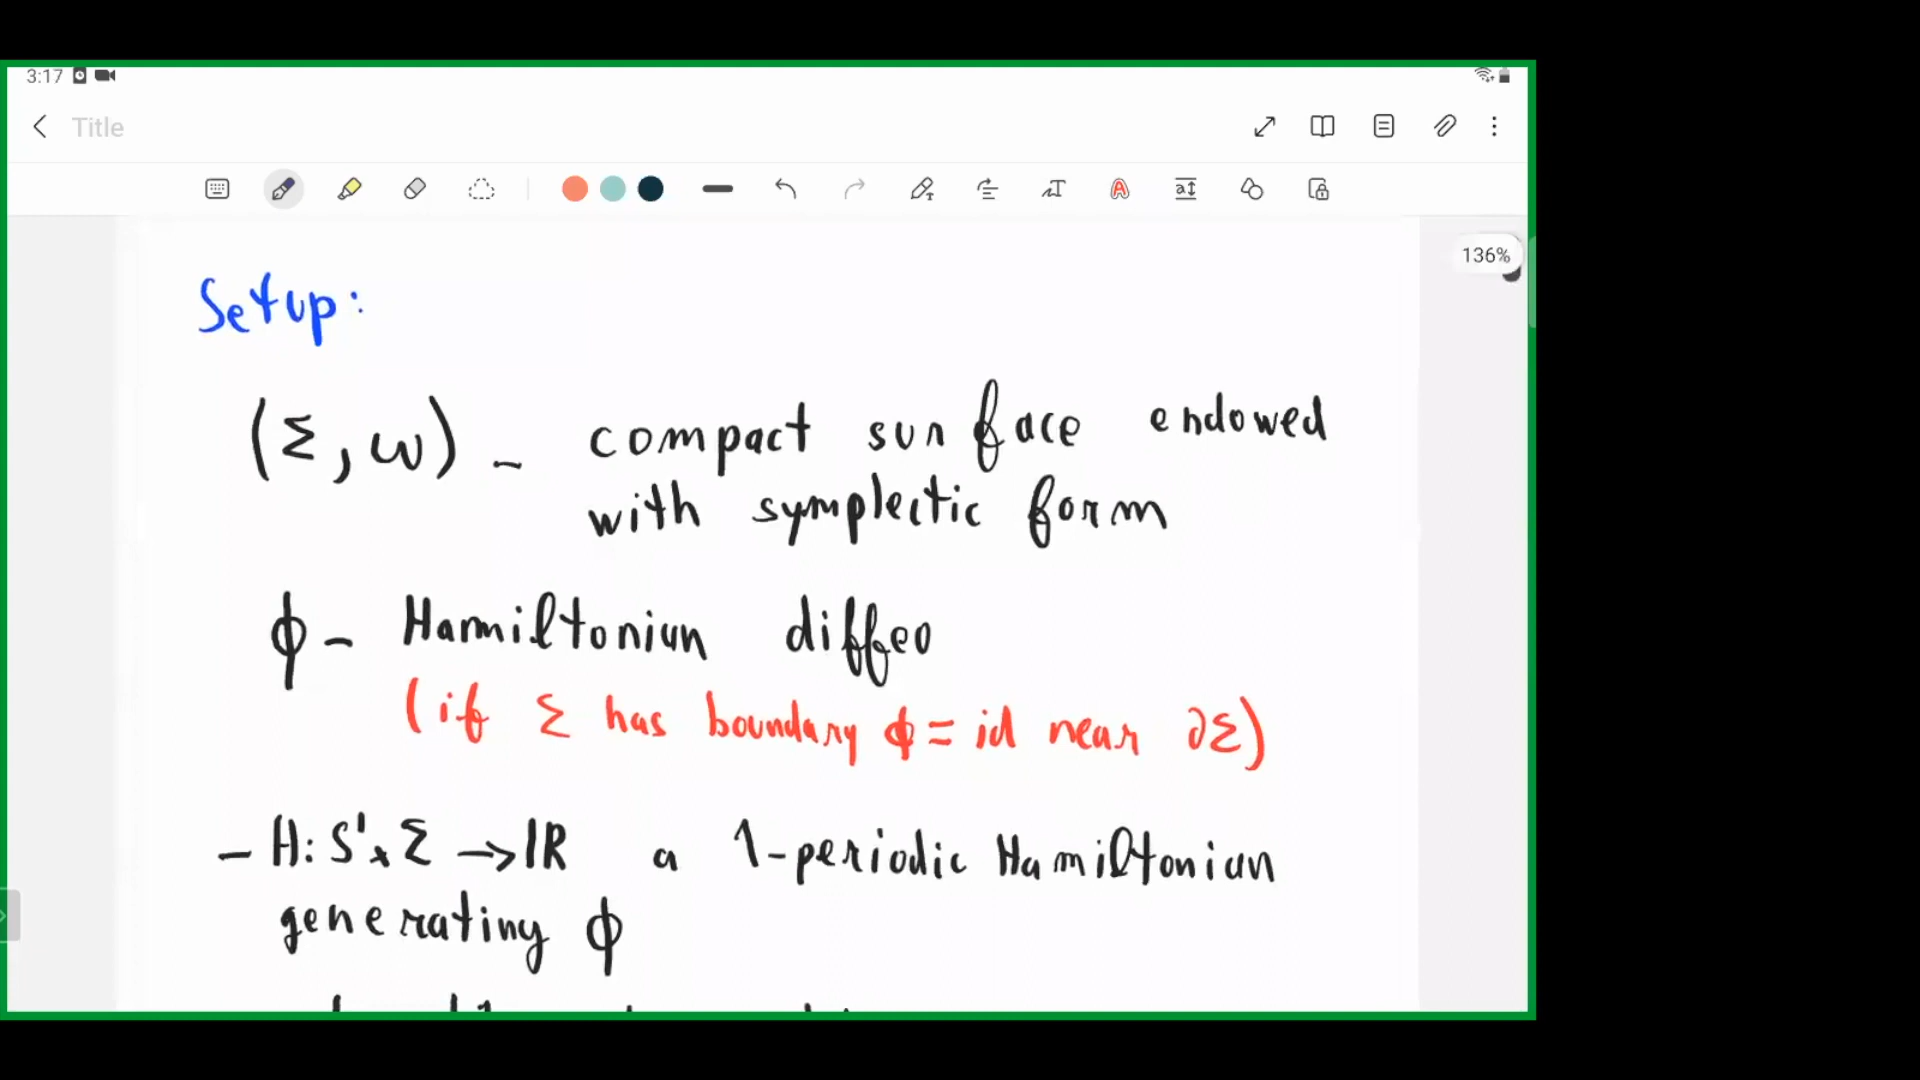 3:17
Title
136%
Setup:
(Σ, ω) - compact surface endowed
with symplectic form
ϕ - Hamiltonian diffeo
(if Σ has boundary ϕ = id near ∂Σ)
- H: S¹ × Σ → ℝ a 1-periodic Hamiltonian
generating ϕ